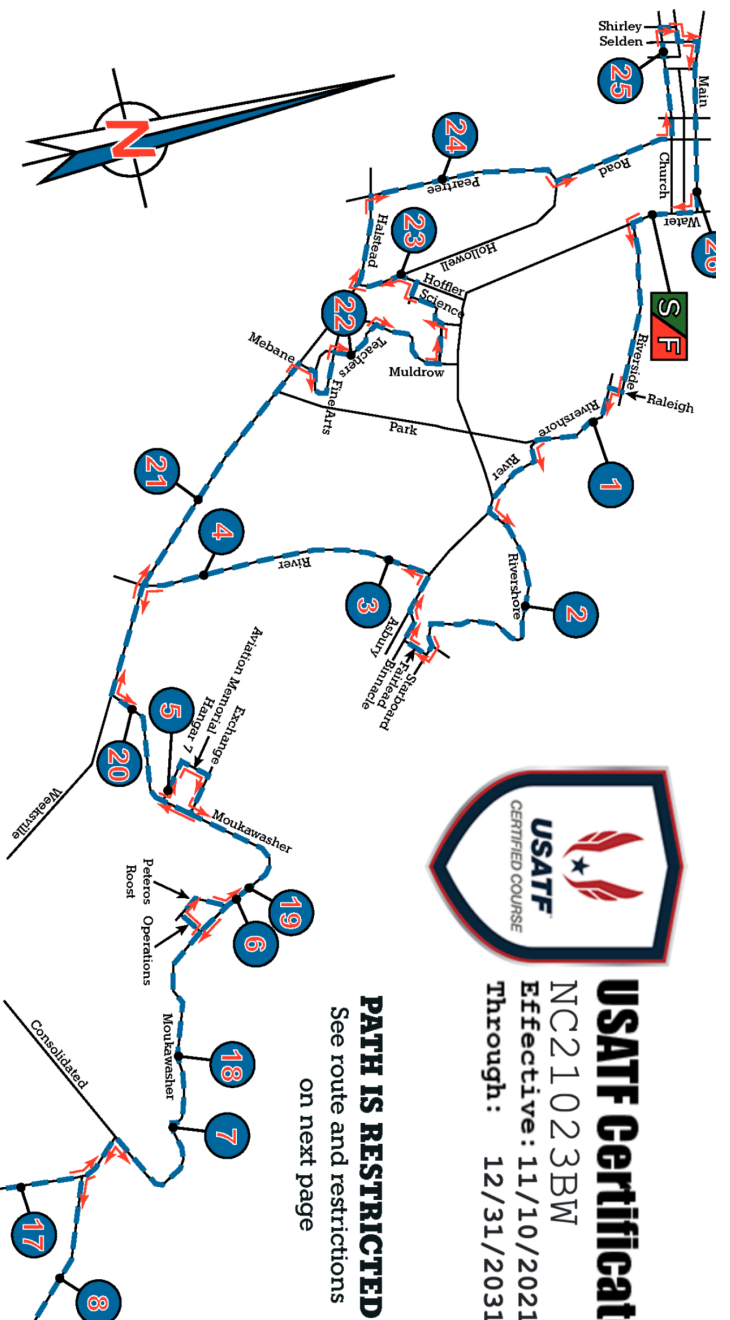 Shirley
Selden
25
Main
24
Peartree
Road
Church
Water
26
23
Halstead
Hollowell
Hoffler
Science
S F
22
Mebane
Teachers
Fine Arts
Muldrow
Riverside
Raleigh
Rivershore
Park
River
1
21
4
River
3
Rivershore
2
Asbury
Binnacle
Fairlead
Starboard
Aviation Memorial
Hangar 7
Exchange
5
20
Weeksville
Moukawasher
Peteros
Roost
Operations
19
6
18
Moukawasher
7
Consolidated
17
8
N
USATF
CERTIFIED COURSE
USATF Certificat
NC21023BW
Effective: 11/10/2021
Through: 12/31/2031
PATH IS RESTRICTED
See route and restrictions
on next page